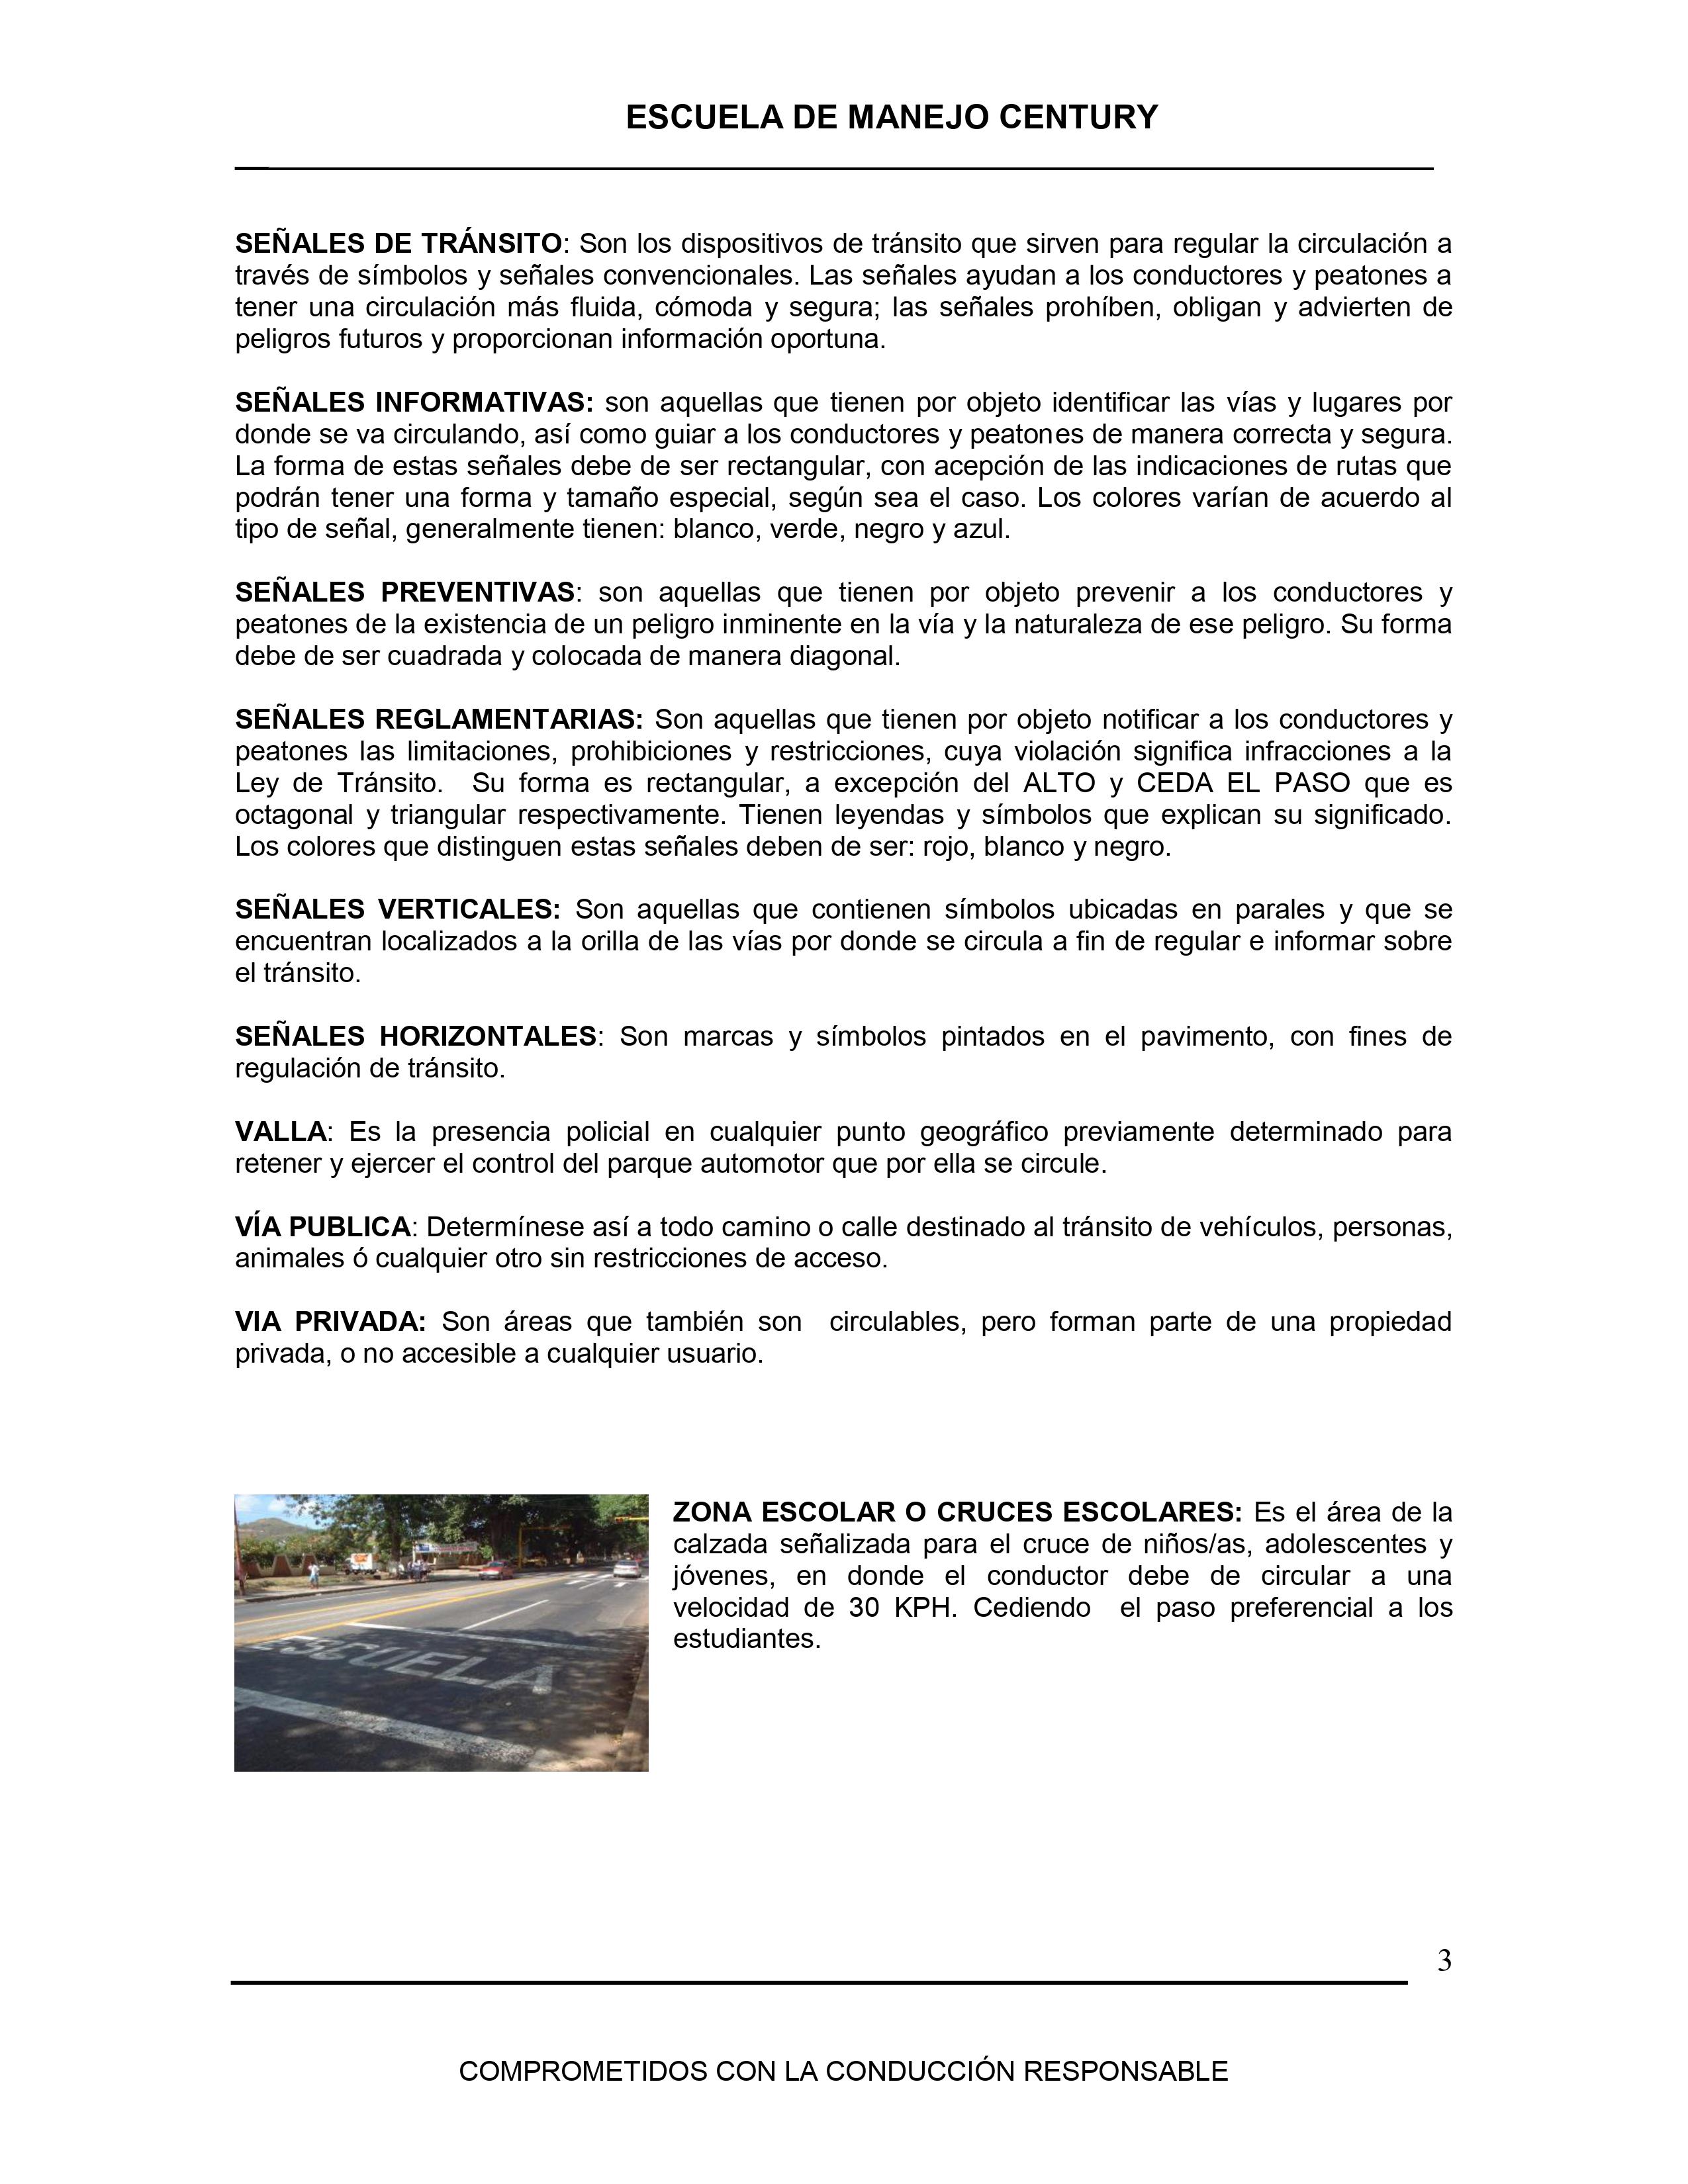 ESCUELA DE MANEJO CENTURY
SEÑALES DE TRÁNSITO: Son los dispositivos de tránsito que sirven para regular la circulación a
través de símbolos y señales convencionales. Las señales ayudan a los conductores y peatones a
tener una circulación más fluida, cómoda y segura; las señales prohíben, obligan y advierten de
peligros futuros y proporcionan información oportuna.
SEÑALES INFORMATIVAS: son aquellas que tienen por objeto identificar las vías y lugares por
donde se va circulando, así como guiar a los conductores y peatones de manera correcta y segura.
La forma de estas señales debe de ser rectangular, con acepción de las indicaciones de rutas que
podrán tener una forma y tamaño especial, según sea el caso. Los colores varían de acuerdo al
tipo de señal, generalmente tienen: blanco, verde, negro y azul.
SEÑALES PREVENTIVAS: son aquellas que tienen por objeto prevenir a los conductores y
peatones de la existencia de un peligro inminente en la vía y la naturaleza de ese peligro. Su forma
debe de ser cuadrada y colocada de manera diagonal.
SEÑALES REGLAMENTARIAS: Son aquellas que tienen por objeto notificar a los conductores y
peatones las limitaciones, prohibiciones y restricciones, cuya violación significa infracciones a la
Ley de Tránsito. Su forma es rectangular, a excepción del ALTO y CEDA EL PASO que es
octagonal y triangular respectivamente. Tienen leyendas y símbolos que explican su significado.
Los colores que distinguen estas señales deben de ser: rojo, blanco y negro.
SEÑALES VERTICALES: Son aquellas que contienen símbolos ubicadas en parales y que se
encuentran localizados a la orilla de las vías por donde se circula a fin de regular e informar sobre
el tránsito.
SEÑALES HORIZONTALES: Son marcas y símbolos pintados en el pavimento, con fines de
regulación de tránsito.
VALLA: Es la presencia policial en cualquier punto geográfico previamente determinado para
retener y ejercer el control del parque automotor que por ella se circule.
VÍA PUBLICA: Determínese así a todo camino o calle destinado al tránsito de vehículos, personas,
animales ó cualquier otro sin restricciones de acceso.
VIA PRIVADA: Son áreas que también son circulables, pero forman parte de una propiedad
privada, o no accesible a cualquier usuario.
ESCUELA
ZONA ESCOLAR O CRUCES ESCOLARES: Es el área de la
calzada señalizada para el cruce de niños/as, adolescentes y
jóvenes, en donde el conductor debe de circular a una
velocidad de 30 KPH. Cediendo el paso preferencial a los
estudiantes.
3
COMPROMETIDOS CON LA CONDUCCIÓN RESPONSABLE